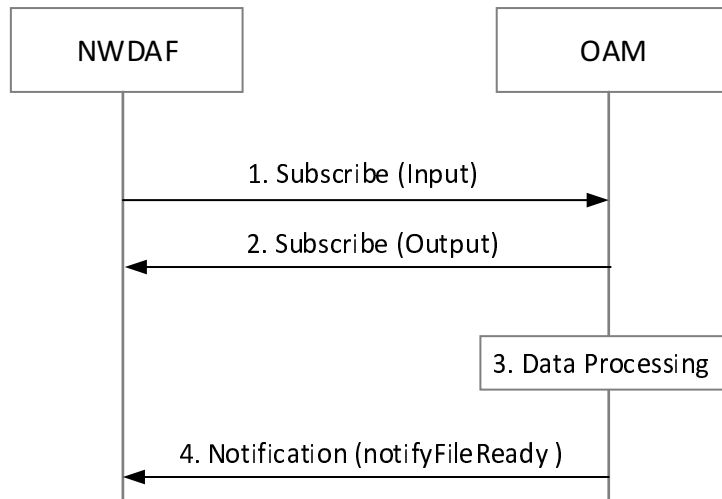 NWDAF
OAM
1. Subscribe (Input)
2. Subscribe (Output)
3. Data Processing
4. Notification (notifyFileReady )